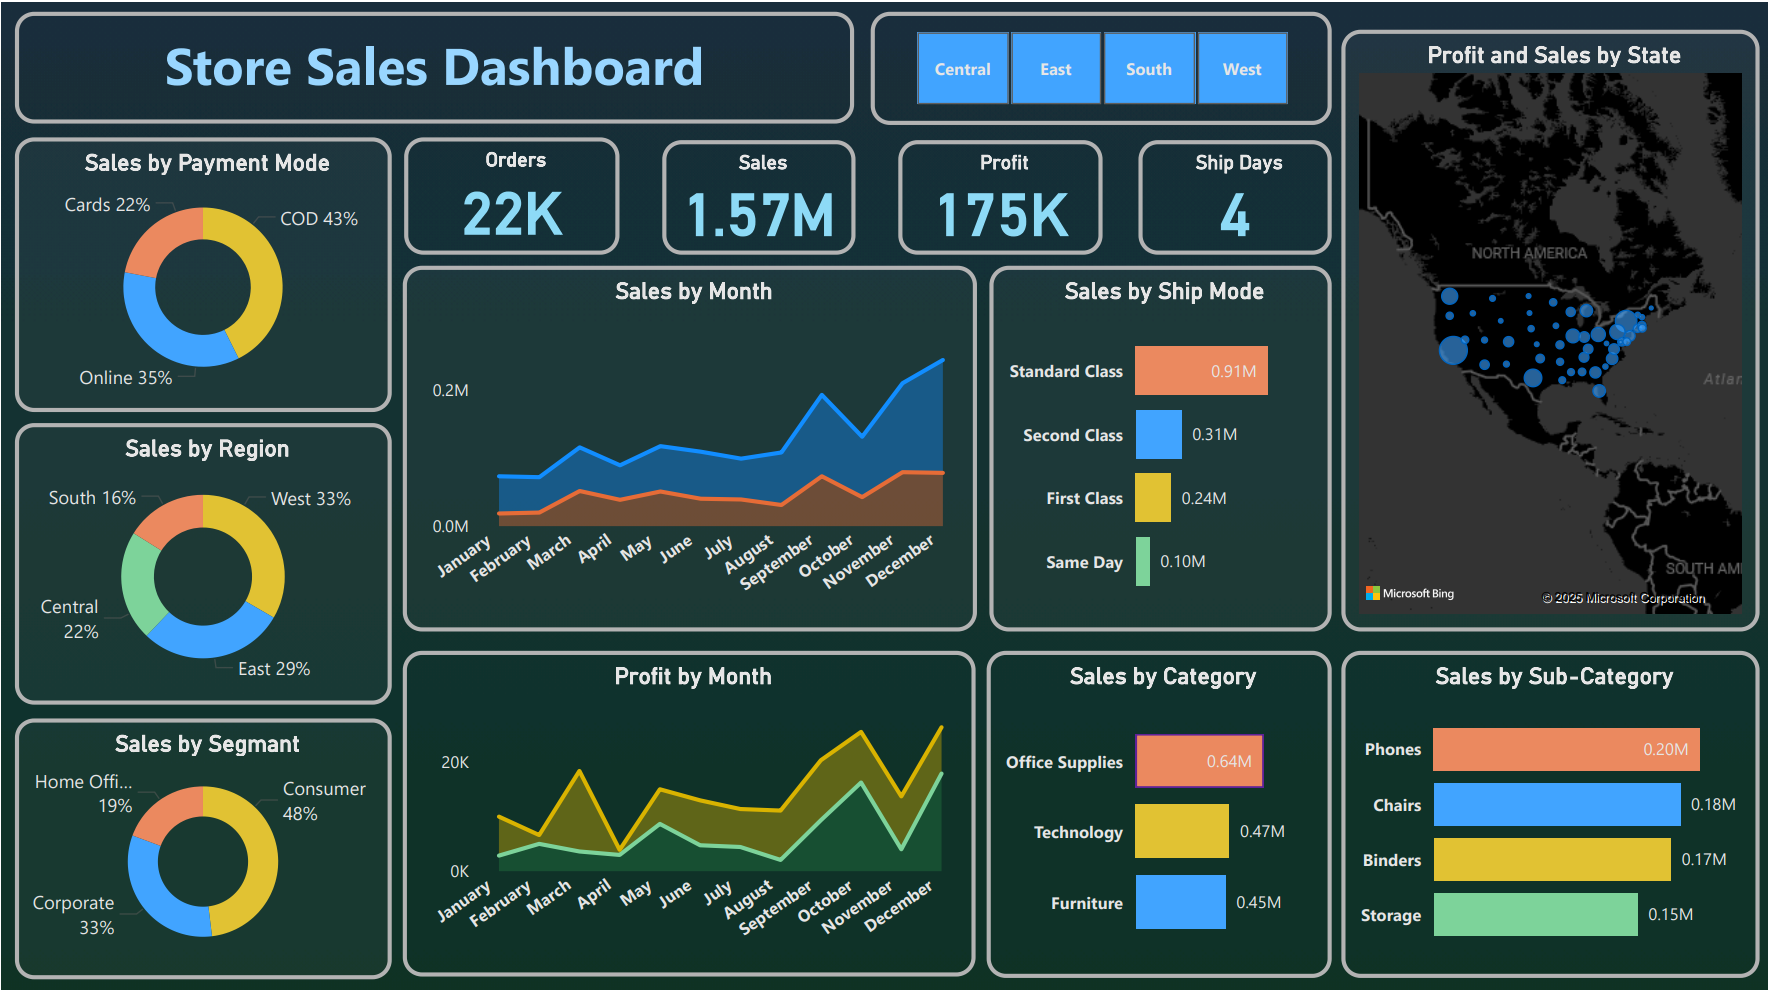 Store Sales Dashboard
Central
East
South
West
Profit and Sales by State
NORTH AMERICA
Atlan
SOUTH AM
Microsoft Bing
© 2025 Microsoft Corporation
Sales by Payment Mode
Cards 22%
COD 43%
Online 35%
Orders
22K
Sales
1.57M
Profit
175K
Ship Days
4
Sales by Region
South 16%
West 33%
Central
22%
East 29%
Sales by Month
0.2M
0.0M
January
February
March
April
May
June
July
August
September
October
November
December
Sales by Ship Mode
Standard Class
0.91M
Second Class
0.31M
First Class
0.24M
Same Day
0.10M
Sales by Segmant
Home Offi...
19%
Consumer
48%
Corporate
33%
Profit by Month
20K
0K
January
February
March
April
May
June
July
August
September
October
November
December
Sales by Category
Office Supplies
0.64M
Technology
0.47M
Furniture
0.45M
Sales by Sub-Category
Phones
0.20M
Chairs
0.18M
Binders
0.17M
Storage
0.15M